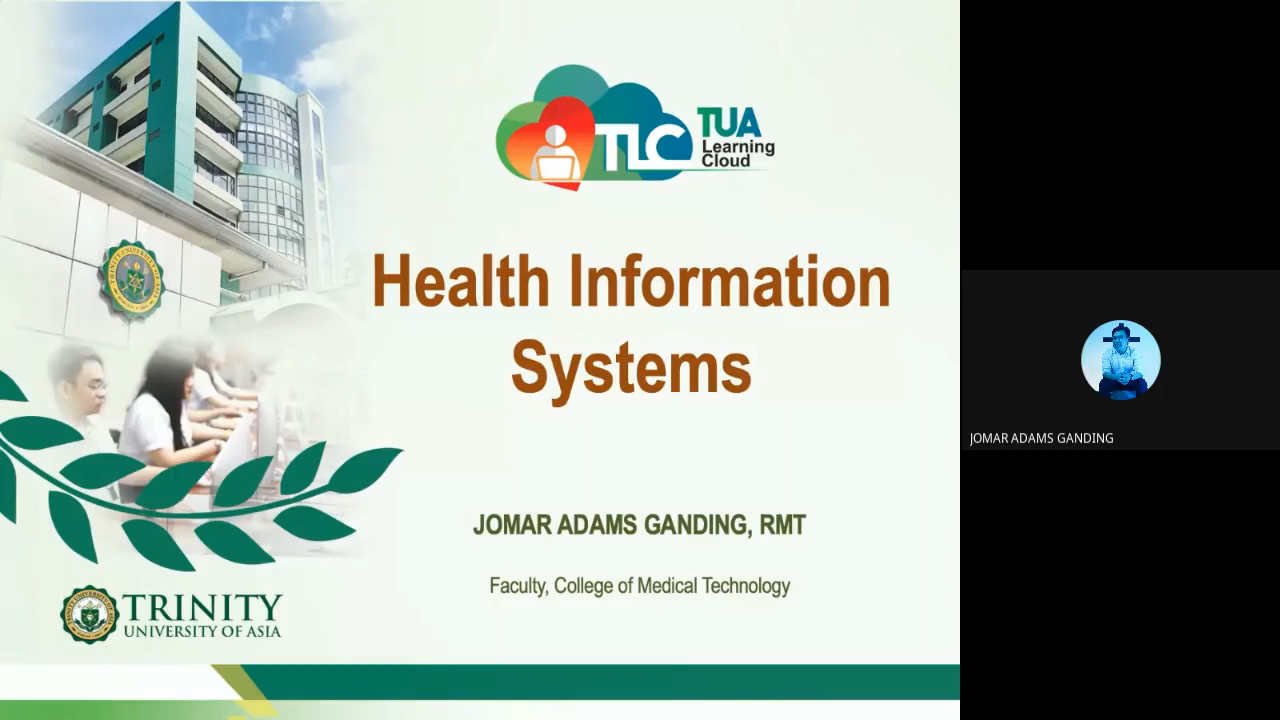 TLC TUA
Learning
Cloud
Health Information
Systems
JOMAR ADAMS GANDING
JOMAR ADAMS GANDING, RMT
Faculty, College of Medical Technology
TRINITY
UNIVERSITY OF ASIA